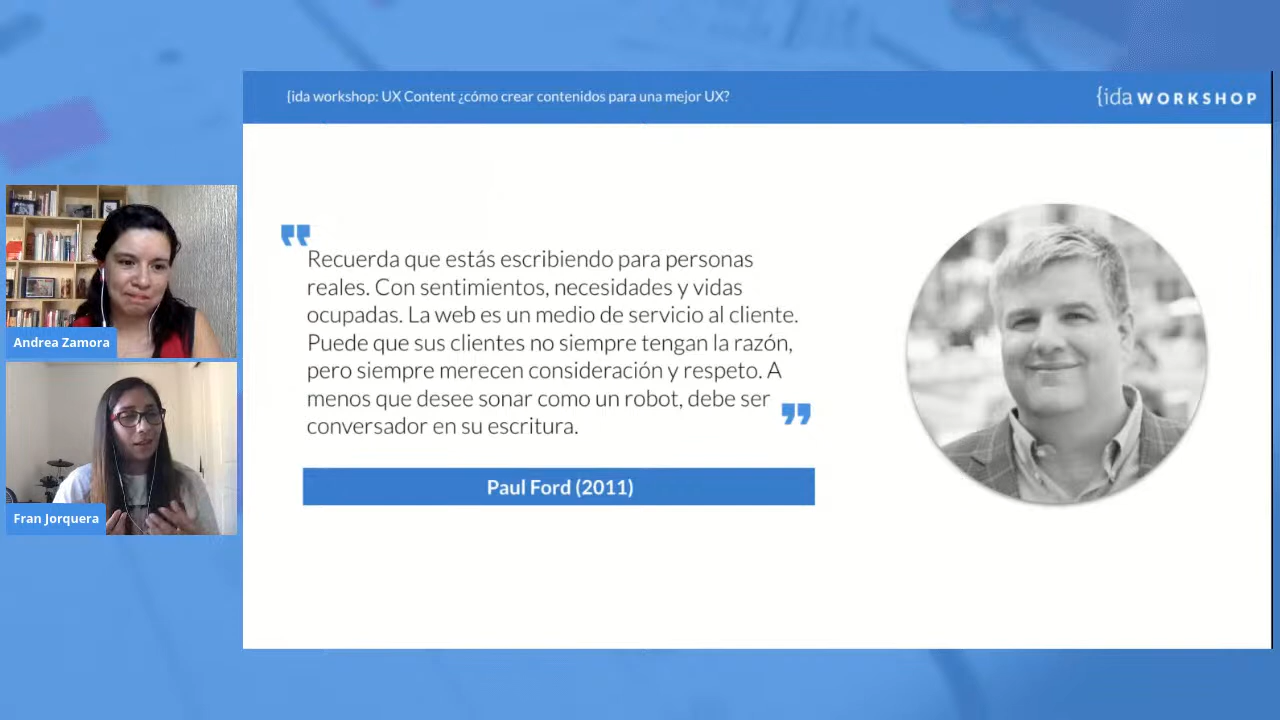 {ida workshop: UX Content ¿cómo crear contenidos para una mejor UX?
{ida WORKSHOP
Recuerda que estás escribiendo para personas
reales. Con sentimientos, necesidades y vidas
ocupadas. La web es un medio de servicio al cliente.
Puede que sus clientes no siempre tengan la razón,
pero siempre merecen consideración y respeto. A
menos que desee sonar como un robot, debe ser
conversador en su escritura.
Paul Ford (2011)
Andrea Zamora
Fran Jorquera